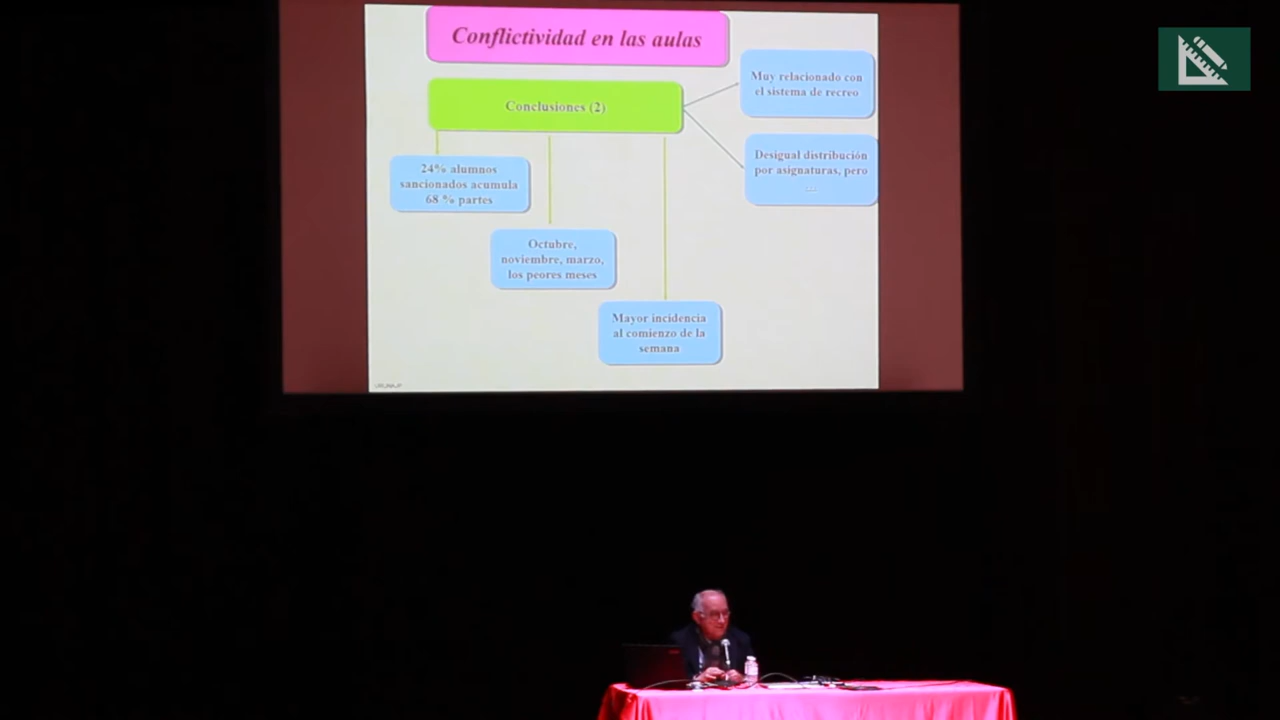 Conflictividad en las aulas
Conclusiones (2)
Muy relacionado con
el sistema de recreo
Desigual distribución
por asignaturas, pero
...
24% alumnos
sancionados acumula
68 % partes
Octubre,
noviembre, marzo,
los peores meses
Mayor incidencia
al comienzo de la
semana